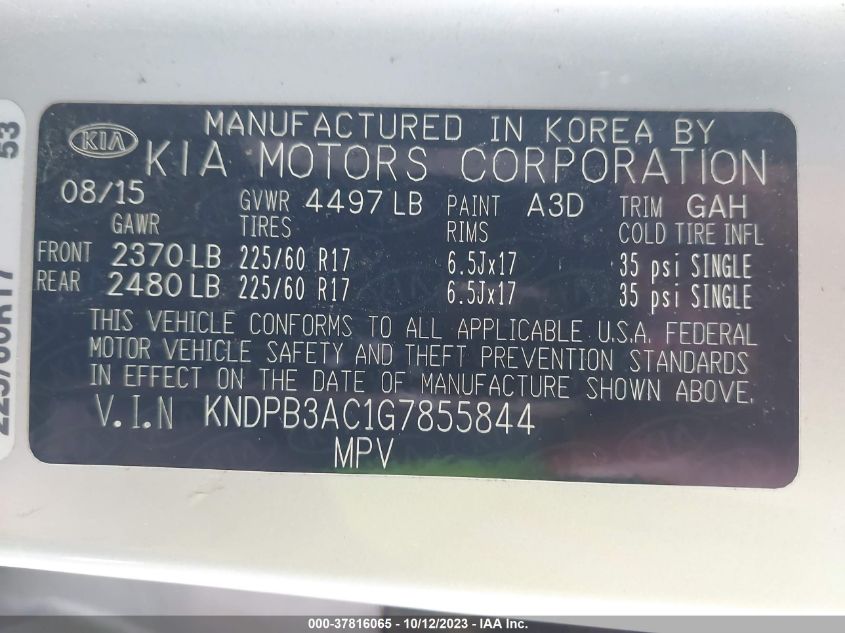 KIA
MANUFACTURED IN KOREA BY
KIA MOTORS CORPORATION
08/15 GVWR 4497 LB PAINT A3D TRIM GAH
GAWR TIRES RIMS COLD TIRE INFL
FRONT 2370 LB 225/60 R17 6.5Jx17 35 psi SINGLE
REAR 2480 LB 225/60 R17 6.5Jx17 35 psi SINGLE
THIS VEHICLE CONFORMS TO ALL APPLICABLE U.S.A. FEDERAL
MOTOR VEHICLE SAFETY AND THEFT PREVENTION STANDARDS
IN EFFECT ON THE DATE OF MANUFACTURE SHOWN ABOVE.
V.I.N KNDPB3AC1G7855844
MPV
53
225/60R17
000-37816065 - 10/12/2023 - IAA Inc.